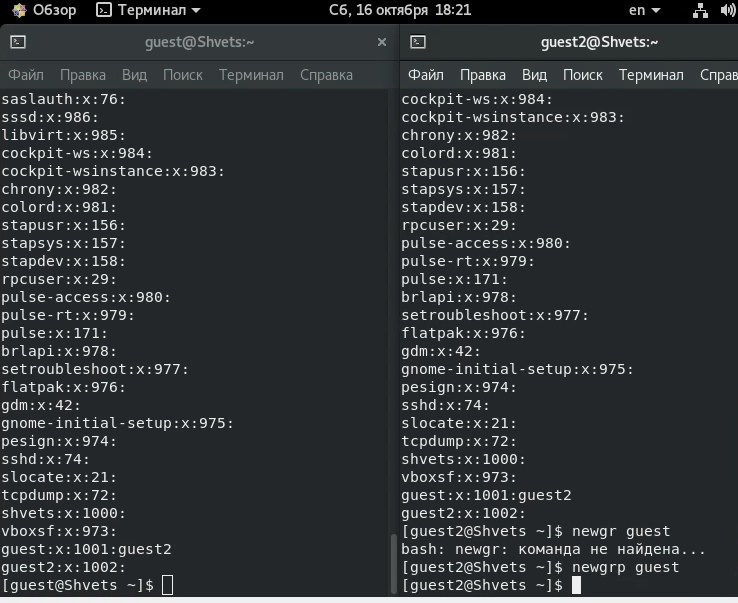 Обзор Терминал Сб, 16 октября 18:21 en
guest@Shvets:~ ×
Файл Правка Вид Поиск Терминал Справка
saslauth:x:76:
sssd:x:986:
libvirt:x:985:
cockpit-ws:x:984:
cockpit-wsinstance:x:983:
chrony:x:982:
colord:x:981:
stapusr:x:156:
stapsys:x:157:
stapdev:x:158:
rpcuser:x:29:
pulse-access:x:980:
pulse-rt:x:979:
pulse:x:171:
brlapi:x:978:
setroubleshoot:x:977:
flatpak:x:976:
gdm:x:42:
gnome-initial-setup:x:975:
pesign:x:974:
sshd:x:74:
slocate:x:21:
tcpdump:x:72:
shvets:x:1000:
vboxsf:x:973:
guest:x:1001:guest2
guest2:x:1002:
[guest@Shvets ~]$
guest2@Shvets:~
Файл Правка Вид Поиск Терминал Справ
cockpit-ws:x:984:
cockpit-wsinstance:x:983:
chrony:x:982:
colord:x:981:
stapusr:x:156:
stapsys:x:157:
stapdev:x:158:
rpcuser:x:29:
pulse-access:x:980:
pulse-rt:x:979:
pulse:x:171:
brlapi:x:978:
setroubleshoot:x:977:
flatpak:x:976:
gdm:x:42:
gnome-initial-setup:x:975:
pesign:x:974:
sshd:x:74:
slocate:x:21:
tcpdump:x:72:
shvets:x:1000:
vboxsf:x:973:
guest:x:1001:guest2
guest2:x:1002:
[guest2@Shvets ~]$ newgr guest
bash: newgr: команда не найдена...
[guest2@Shvets ~]$ newgrp guest
[guest2@Shvets ~]$